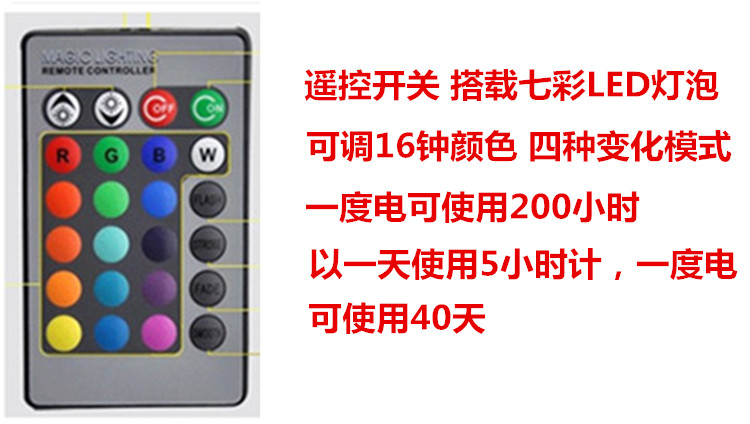 MAGIC LIGHTING
REMOTE CONTROLLER
OFF
ON
R
G
B
W
FLASH
STROBE
FADE
SMOOTH
遥控开关 搭载七彩LED灯泡
可调16钟颜色 四种变化模式
一度电可使用200小时
以一天使用5小时计，一度电
可使用40天